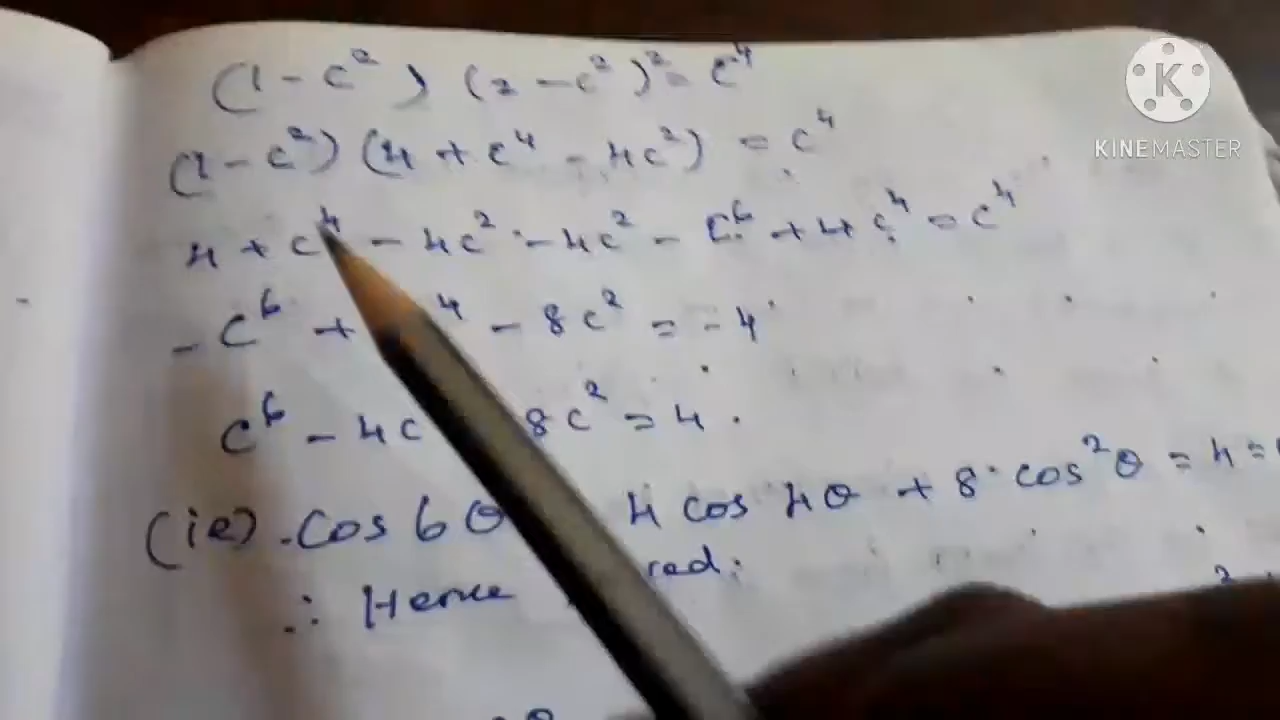 (1 - c²) (2 - c²)² = c⁴
(1 - c²) (4 + c⁴ - 4c²) = c⁴
4 + c⁴ - 4c² - 4c² - c⁶ + 4c⁴ = c⁴
- c⁶ + ⁴ - 8c² = - 4
c⁶ - 4c 8c² = 4.
(ie). Cos 6θ 4 cos 4θ + 8 cos²θ = 4 =
∴ Hence
K
KINEMASTER